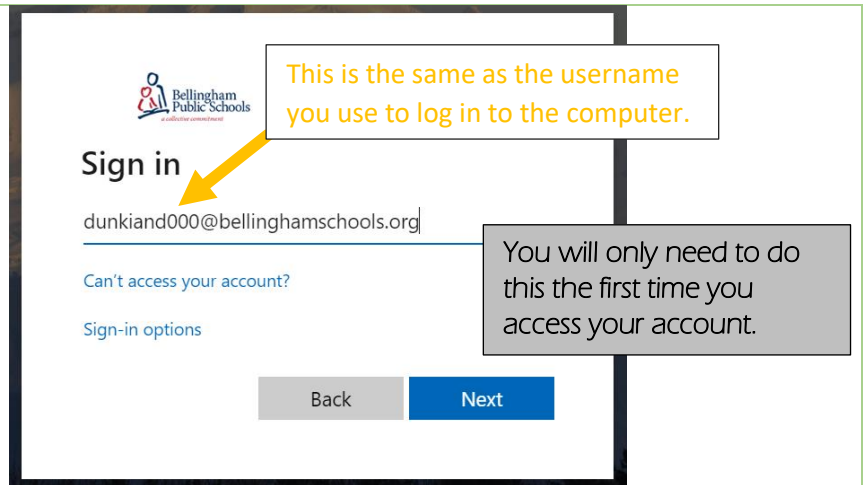 Bellingham
Public Schools
a collective commitment
This is the same as the username
you use to log in to the computer.
Sign in
dunkiand000@bellinghamschools.org
You will only need to do
this the first time you
access your account.
Can't access your account?
Sign-in options
Back
Next